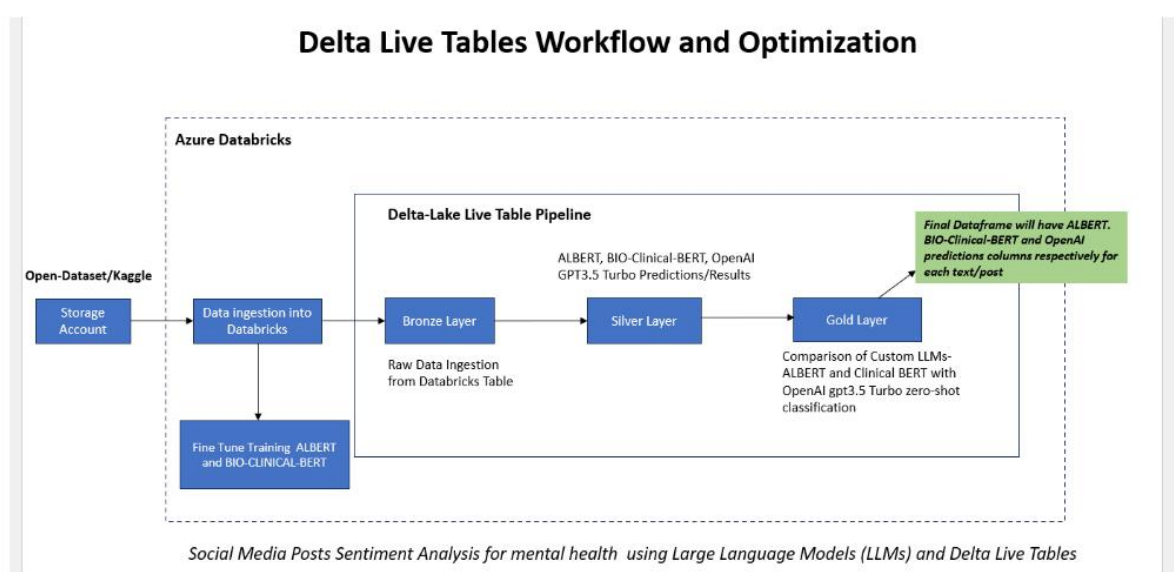 Delta Live Tables Workflow and Optimization
Azure Databricks
Delta-Lake Live Table Pipeline
Final Dataframe will have ALBERT.
BIO-Clinical-BERT and OpenAI
predictions columns respectively for
each text/post
ALBERT, BIO-Clinical-BERT, OpenAI
GPT3.5 Turbo Predictions/Results
Open-Dataset/Kaggle
Storage
Account
Data ingestion into
Databricks
Bronze Layer
Silver Layer
Gold Layer
Raw Data Ingestion
from Databricks Table
Comparison of Custom LLMs-
ALBERT and Clinical BERT with
OpenAI gpt3.5 Turbo zero-shot
classification
Fine Tune Training ALBERT
and BIO-CLINICAL-BERT
Social Media Posts Sentiment Analysis for mental health using Large Language Models (LLMs) and Delta Live Tables